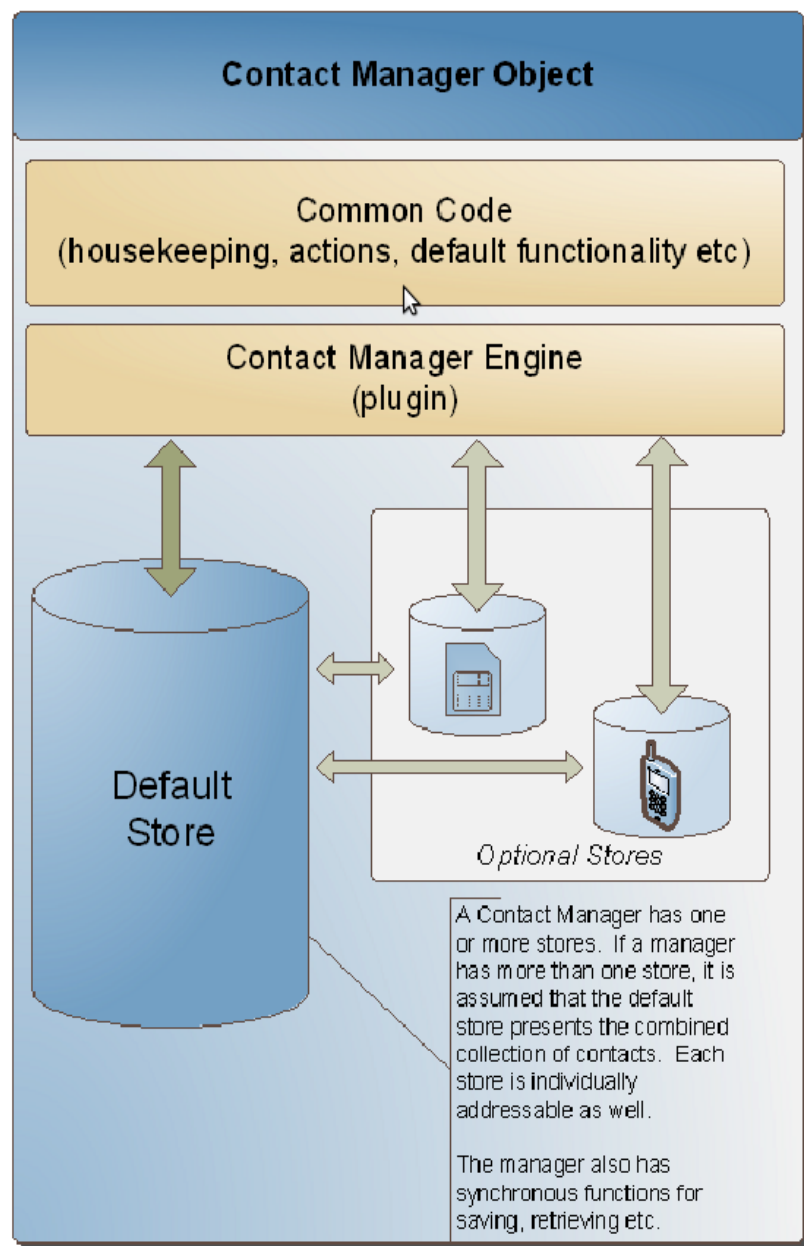 Contact Manager Object
Common Code
(housekeeping, actions, default functionality etc)
Contact Manager Engine
(plugin)
Default
Store
Optional Stores
A Contact Manager has one
or more stores. If a manager
has more than one store, it is
assumed that the default
store presents the combined
collection of contacts. Each
store is individually
addressable as well.
The manager also has
synchronous functions for
saving, retrieving etc.